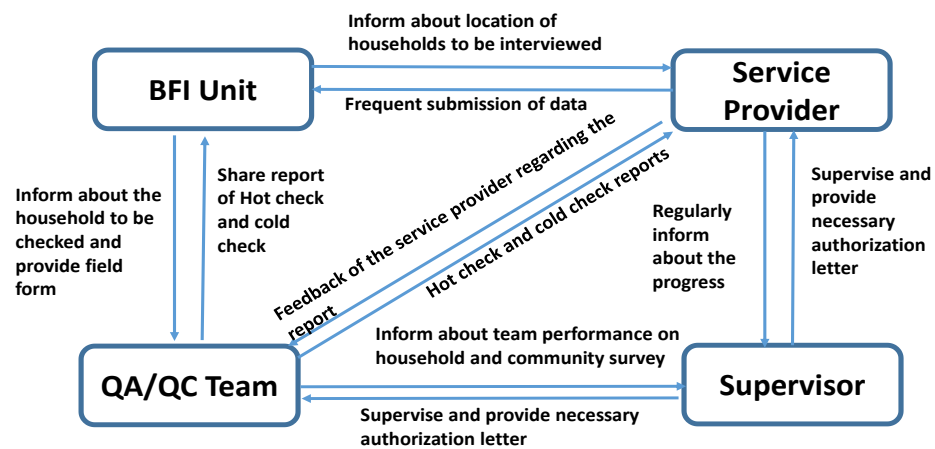 Inform about location of
households to be interviewed
BFI Unit
Service
Provider
Frequent submission of data
Inform about the
household to be
checked and
provide field
form
Share report
of Hot check
and cold
check
Feedback of the service provider regarding the
report
Hot check and cold check reports
Regularly
inform
about the
progress
Supervise and
provide
necessary
authorization
letter
Inform about team performance on
household and community survey
QA/QC Team
Supervisor
Supervise and provide necessary
authorization letter